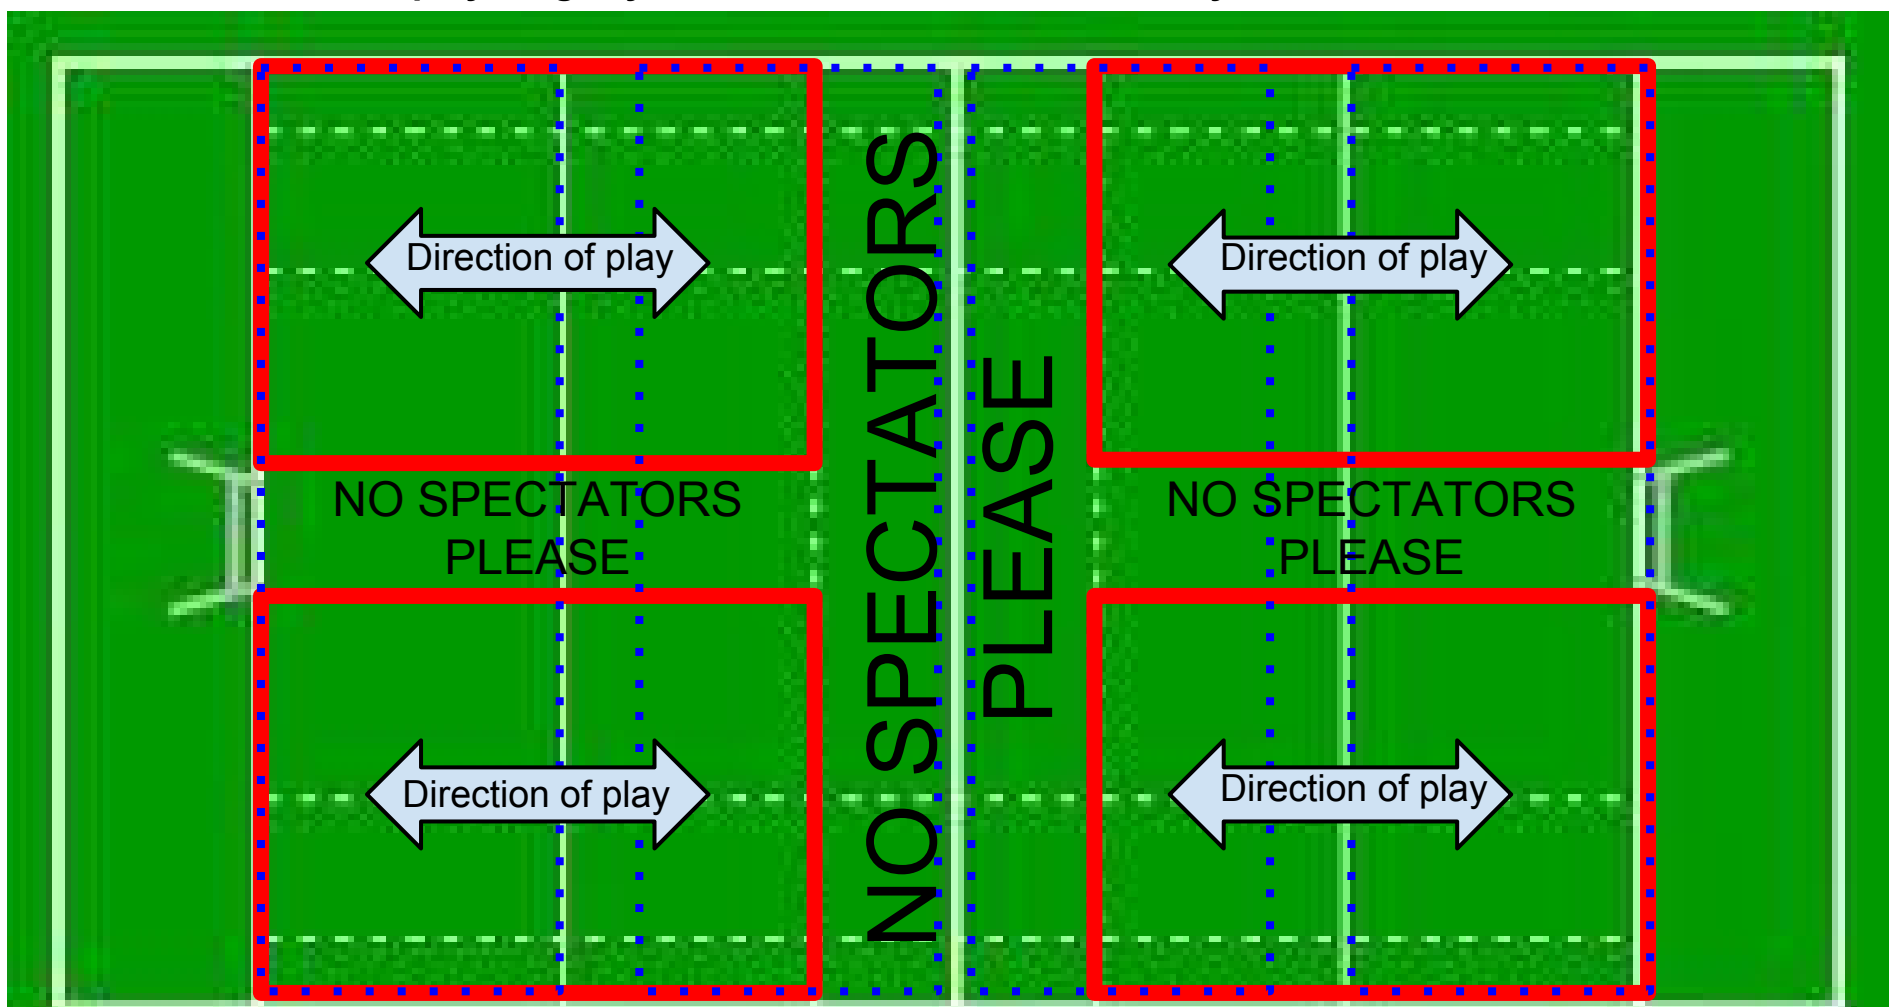 Direction of play
Direction of play
NO SPECTATORS
PLEASE
NO SPECTATORS
PLEASE
NO SPECTATORS
PLEASE
Direction of play
Direction of play